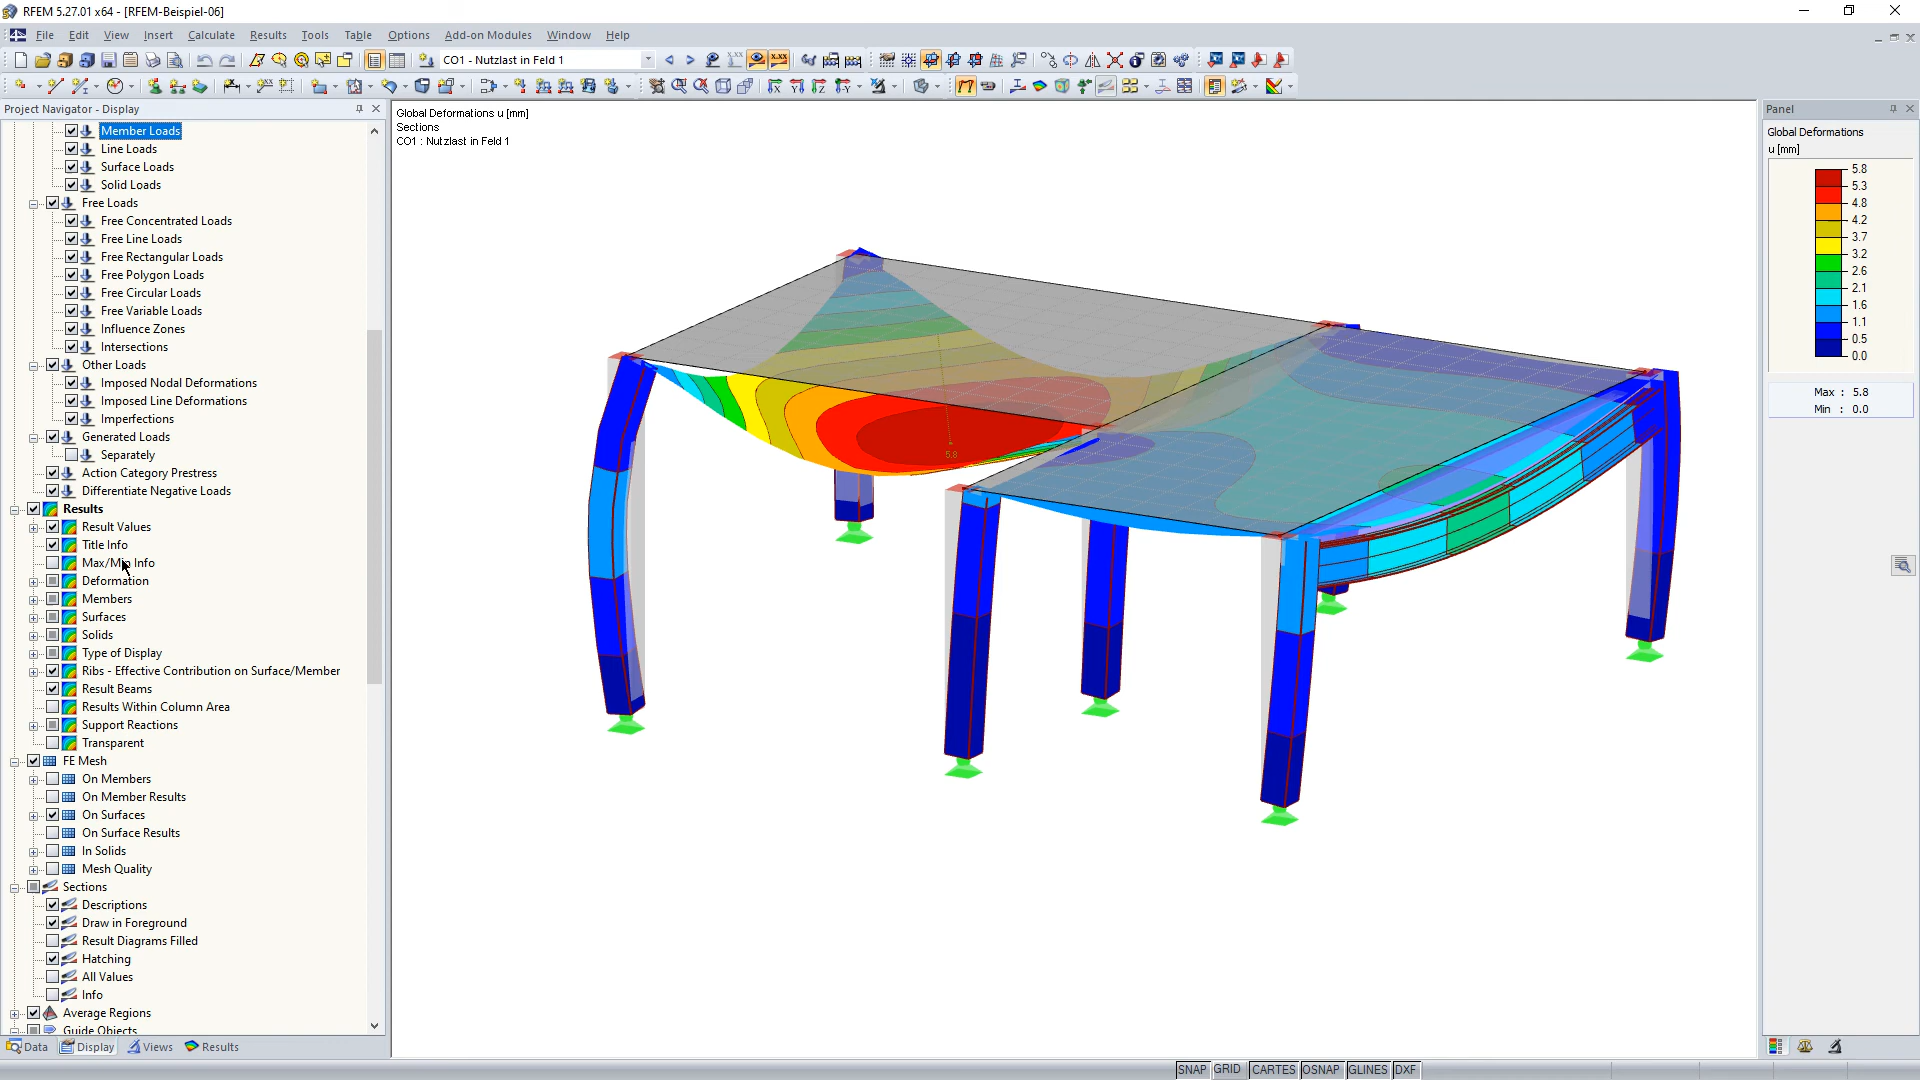 RFEM 5.27.01 x64 - [RFEM-Beispiel-06]
File Edit View Insert Calculate Results Tools Table Options Add-on Modules Window Help
CO1 - Nutzlast in Feld 1
Project Navigator - Display
Member Loads
Line Loads
Surface Loads
Solid Loads
Free Loads
Free Concentrated Loads
Free Line Loads
Free Rectangular Loads
Free Polygon Loads
Free Circular Loads
Free Variable Loads
Influence Zones
Intersections
Other Loads
Imposed Nodal Deformations
Imposed Line Deformations
Imperfections
Generated Loads
Separately
Action Category Prestress
Differentiate Negative Loads
Results
Result Values
Title Info
Max/Min Info
Deformation
Members
Surfaces
Solids
Type of Display
Ribs - Effective Contribution on Surface/Member
Result Beams
Results Within Column Area
Support Reactions
Transparent
FE Mesh
On Members
On Member Results
On Surfaces
On Surface Results
In Solids
Mesh Quality
Sections
Descriptions
Draw in Foreground
Result Diagrams Filled
Hatching
All Values
Info
Average Regions
Guide Objects
Data Display Views Results
Global Deformations u [mm]
Sections
CO1 : Nutzlast in Feld 1
5.8
Panel
Global Deformations
u [mm]
5.8
5.3
4.8
4.2
3.7
3.2
2.6
2.1
1.6
1.1
0.5
0.0
Max : 5.8
Min : 0.0
SNAP GRID CARTES OSNAP GLINES DXF